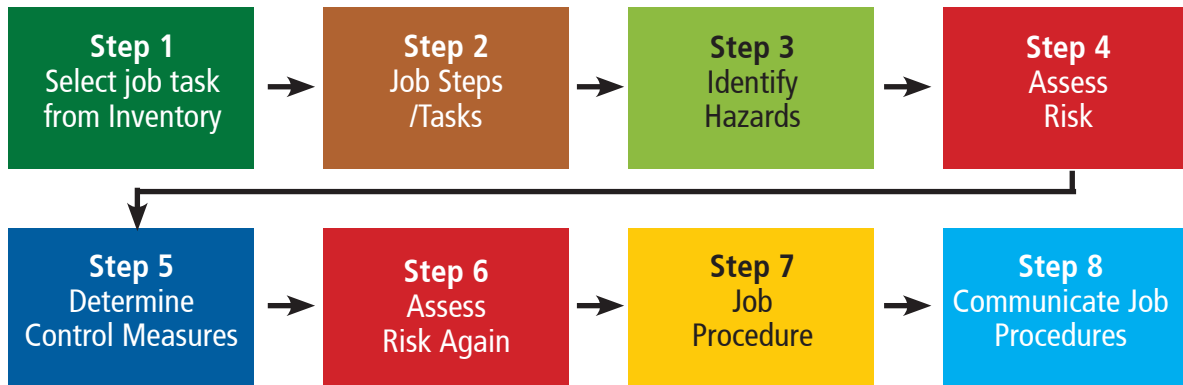 Step 1
Select job task
from Inventory
Step 2
Job Steps
/Tasks
Step 3
Identify
Hazards
Step 4
Assess
Risk
Step 5
Determine
Control Measures
Step 6
Assess
Risk Again
Step 7
Job
Procedure
Step 8
Communicate Job
Procedures